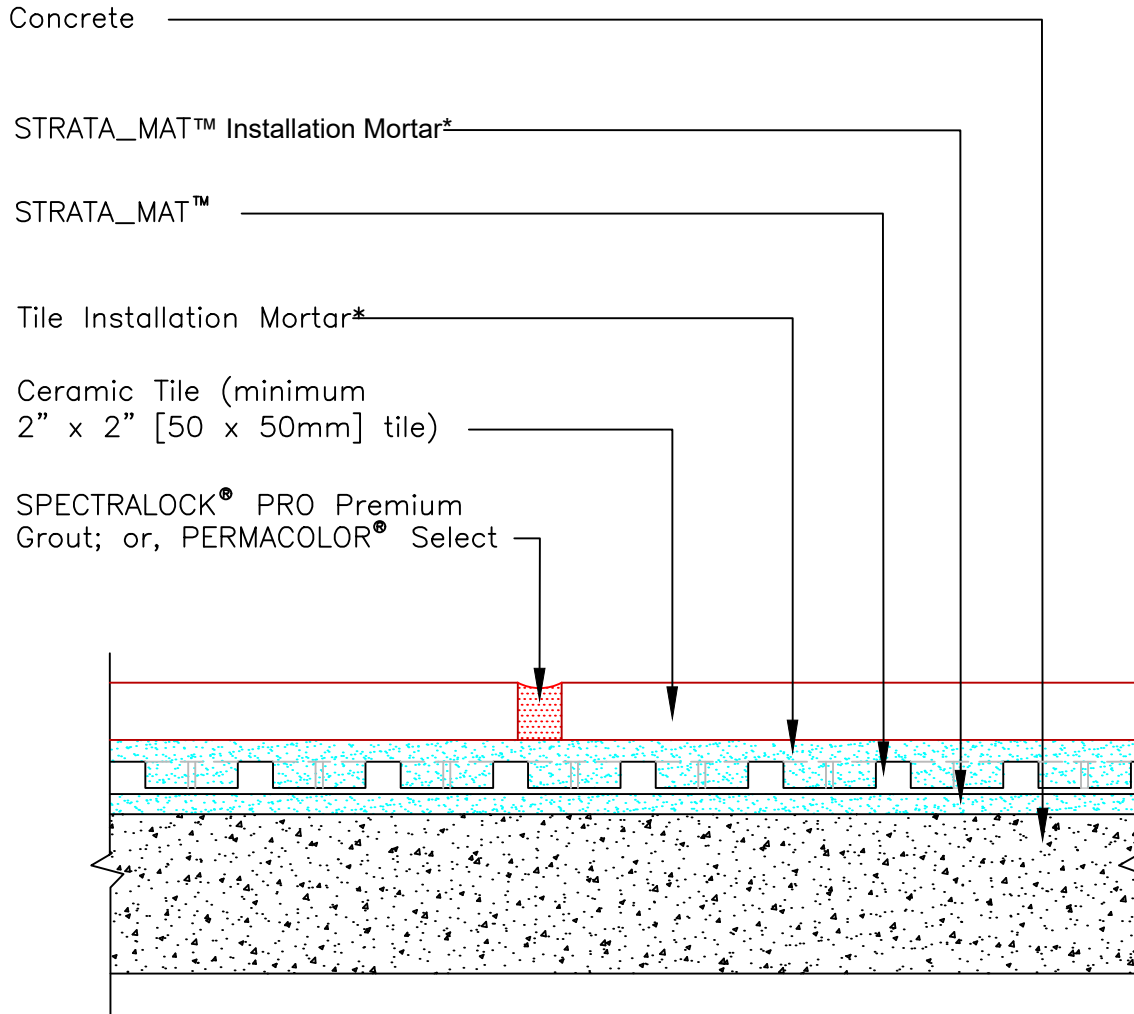 Concrete
STRATA_MAT™ Installation Mortar*
STRATA_MAT™
Tile Installation Mortar*
Ceramic Tile (minimum
2” x 2” [50 x 50mm] tile)
SPECTRALOCK® PRO Premium
Grout; or, PERMACOLOR® Select